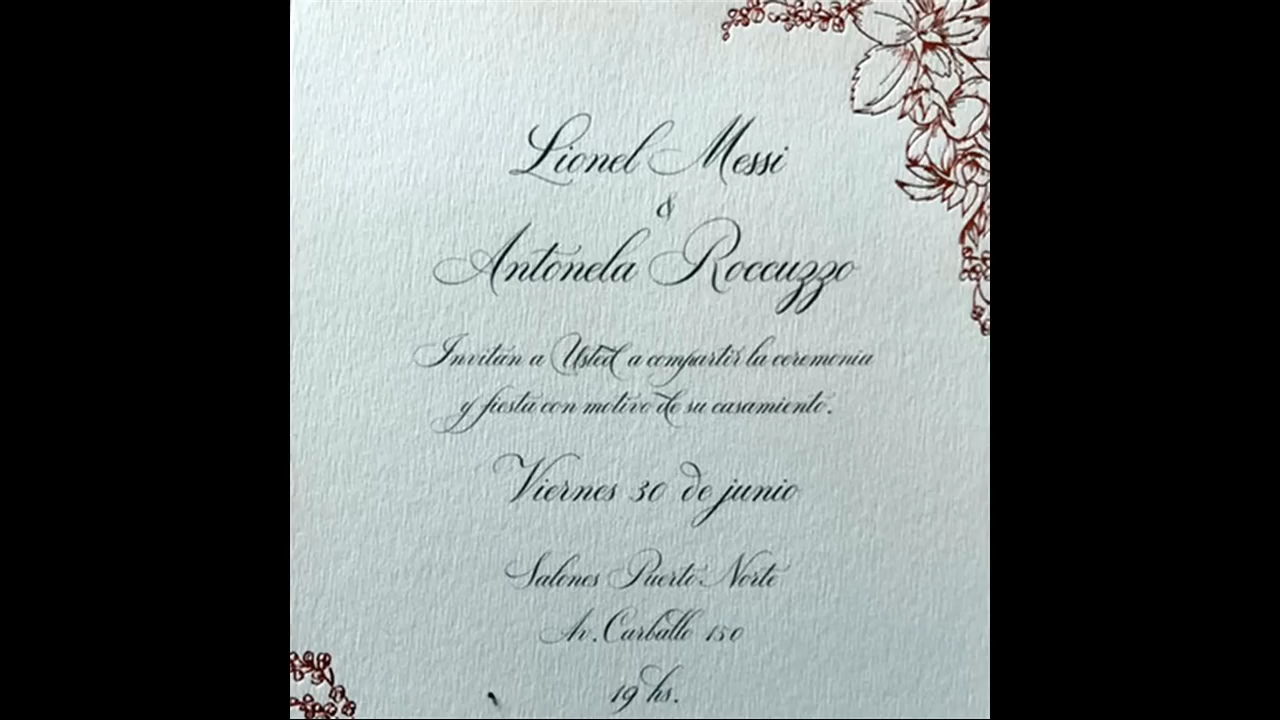 Lionel Messi
&
Antonela Roccuzzo
Invitan a Usted a compartir la ceremonia
y fiesta con motivo de su casamiento.
Viernes 30 de junio
Salones Puerto Norte
Av. Carballo 150
19 hs.